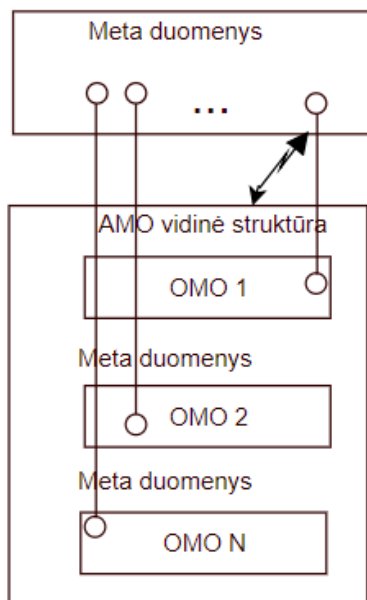 Meta duomenys
...
AMO vidinė struktūra
OMO 1
Meta duomenys
OMO 2
Meta duomenys
OMO N